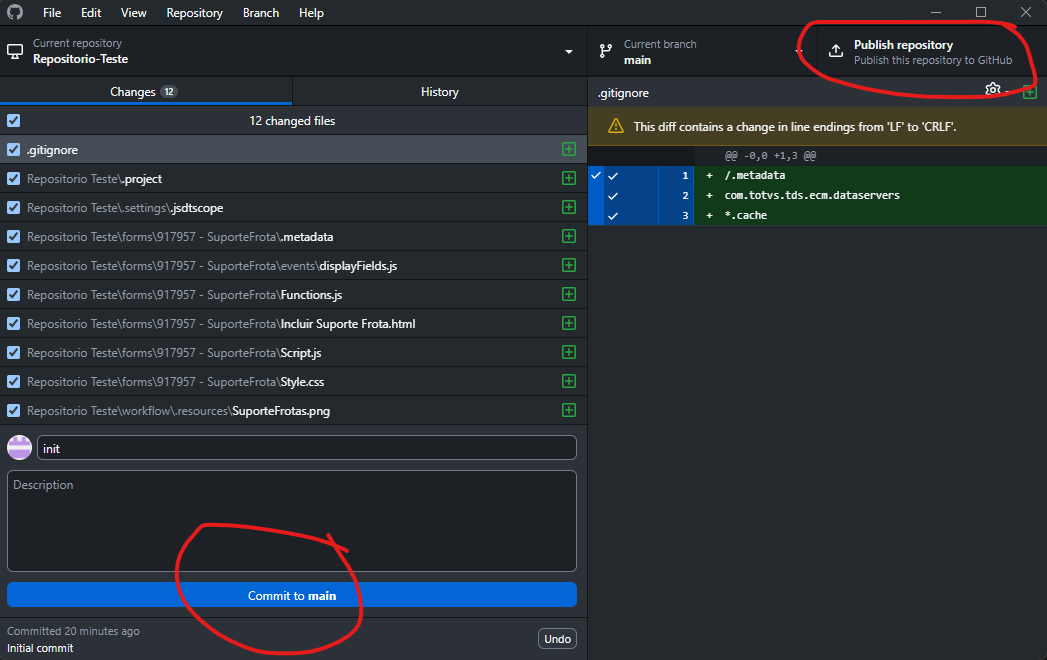 File Edit View Repository Branch Help
Current repository
Repositorio-Teste
Current branch
main
Publish repository
Publish this repository to GitHub
Changes 12
History
12 changed files
.gitignore
Repositorio Teste\.project
Repositorio Teste\.settings\.jsdtscope
Repositorio Teste\forms\917957 - SuporteFrota\.metadata
Repositorio Teste\forms\917957 - SuporteFrota\events\displayFields.js
Repositorio Teste\forms\917957 - SuporteFrota\Functions.js
Repositorio Teste\forms\917957 - SuporteFrota\Incluir Suporte Frota.html
Repositorio Teste\forms\917957 - SuporteFrota\Script.js
Repositorio Teste\forms\917957 - SuporteFrota\Style.css
Repositorio Teste\workflow\.resources\SuporteFrotas.png
init
Description
Commit to main
Committed 20 minutes ago
Initial commit
Undo
.gitignore
This diff contains a change in line endings from 'LF' to 'CRLF'.
@@ -0,0 +1,3 @@
1 + /.metadata
2 + com.totvs.tds.ecm.dataservers
3 + *.cache